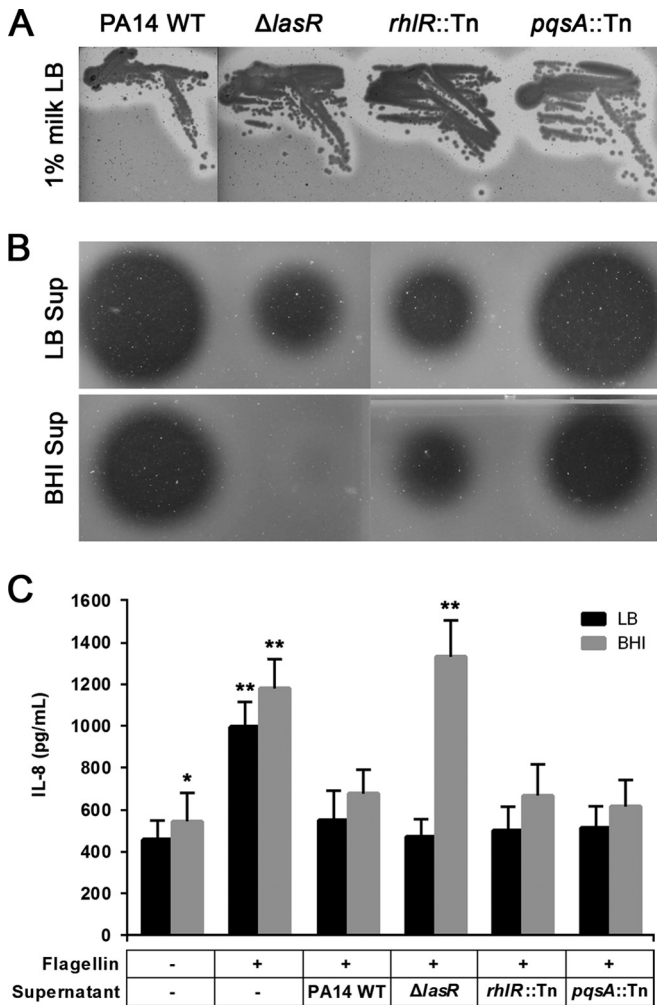 A
PA14 WT ΔlasR rhlR::Tn pqsA::Tn
1% milk LB
B
LB Sup
BHI Sup
C
1600
1400
1200
1000
800
600
400
200
0
IL-8 (pg/mL)
* ** ** **
LB
BHI
Flagellin - + + + + +
Supernatant - - PA14 WT ΔlasR rhlR::Tn pqsA::Tn